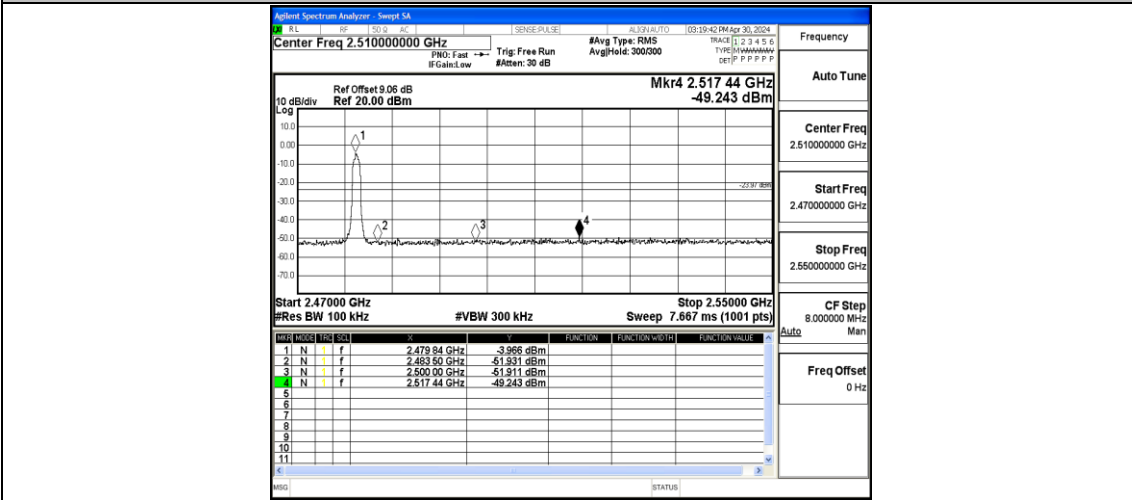 Agilent Spectrum Analyzer - Swept SA
RL RF 50 Ω AC SENSE:PULSE ALIGN AUTO 03:19:42 PM Apr 30, 2024
Center Freq 2.510000000 GHz
PNO: Fast
IFGain:Low
Trig: Free Run
#Atten: 30 dB
#Avg Type: RMS
Avg|Hold: 300/300
TRACE 1 2 3 4 5 6
TYPE MWWWWW
DET P P P P P P
Ref Offset 9.06 dB
10 dB/div Ref 20.00 dBm
Log
Mkr4 2.517 44 GHz
-49.243 dBm
10.0
0.00
-10.0
-20.0
-30.0
-40.0
-50.0
-60.0
-70.0
1
2
3
4
-23.97 dBm
Start 2.47000 GHz Stop 2.55000 GHz
#Res BW 100 kHz #VBW 300 kHz Sweep 7.667 ms (1001 pts)
MKR MODE TRC SCL X Y FUNCTION FUNCTION WIDTH FUNCTION VALUE
1 N 1 f 2.479 84 GHz -3.966 dBm
2 N 1 f 2.483 50 GHz -51.931 dBm
3 N 1 f 2.500 00 GHz -51.911 dBm
4 N 1 f 2.517 44 GHz -49.243 dBm
5
6
7
8
9
10
11
MSG STATUS
Frequency
Auto Tune
Center Freq
2.510000000 GHz
Start Freq
2.470000000 GHz
Stop Freq
2.550000000 GHz
CF Step
8.000000 MHz
Auto Man
Freq Offset
0 Hz